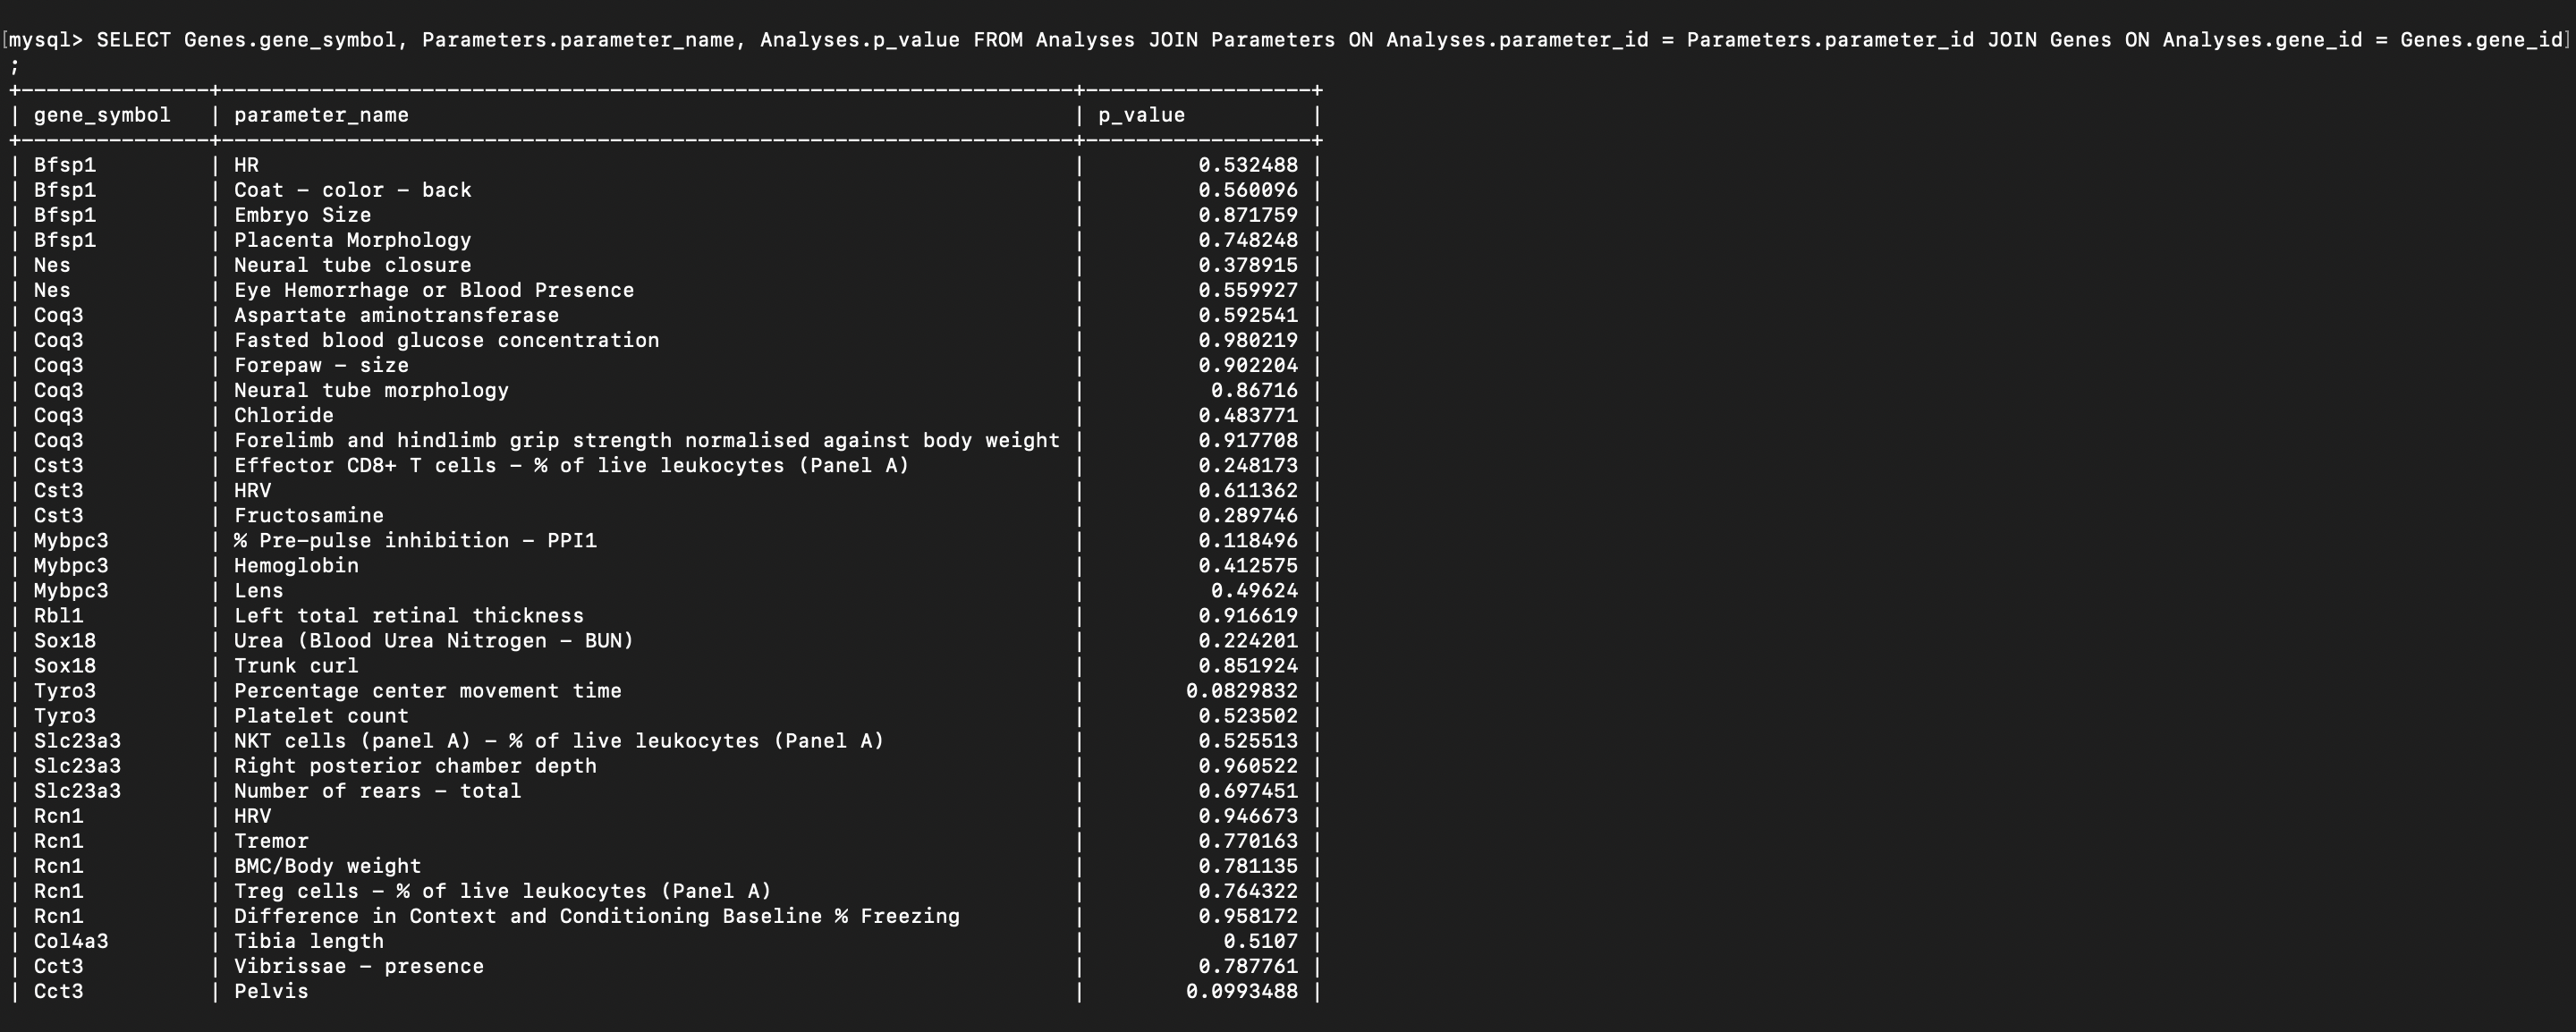 [mysql> SELECT Genes.gene_symbol, Parameters.parameter_name, Analyses.p_value FROM Analyses JOIN Parameters ON Analyses.parameter_id = Parameters.parameter_id JOIN Genes ON Analyses.gene_id = Genes.gene_id]
;
+---------------+--------------------------------------------------------------------+------------------+
| gene_symbol   | parameter_name                                                     | p_value          |
+---------------+--------------------------------------------------------------------+------------------+
| Bfsp1         | HR                                                                 |         0.532488 |
| Bfsp1         | Coat - color - back                                                |         0.560096 |
| Bfsp1         | Embryo Size                                                        |         0.871759 |
| Bfsp1         | Placenta Morphology                                                |         0.748248 |
| Nes           | Neural tube closure                                                |         0.378915 |
| Nes           | Eye Hemorrhage or Blood Presence                                   |         0.559927 |
| Coq3          | Aspartate aminotransferase                                         |         0.592541 |
| Coq3          | Fasted blood glucose concentration                                 |         0.980219 |
| Coq3          | Forepaw - size                                                     |         0.902204 |
| Coq3          | Neural tube morphology                                             |          0.86716 |
| Coq3          | Chloride                                                           |         0.483771 |
| Coq3          | Forelimb and hindlimb grip strength normalised against body weight |         0.917708 |
| Cst3          | Effector CD8+ T cells - % of live leukocytes (Panel A)             |         0.248173 |
| Cst3          | HRV                                                                |         0.611362 |
| Cst3          | Fructosamine                                                       |         0.289746 |
| Mybpc3        | % Pre-pulse inhibition - PPI1                                      |         0.118496 |
| Mybpc3        | Hemoglobin                                                         |         0.412575 |
| Mybpc3        | Lens                                                               |          0.49624 |
| Rbl1          | Left total retinal thickness                                       |         0.916619 |
| Sox18         | Urea (Blood Urea Nitrogen - BUN)                                   |         0.224201 |
| Sox18         | Trunk curl                                                         |         0.851924 |
| Tyro3         | Percentage center movement time                                    |        0.0829832 |
| Tyro3         | Platelet count                                                     |         0.523502 |
| Slc23a3       | NKT cells (panel A) - % of live leukocytes (Panel A)               |         0.525513 |
| Slc23a3       | Right posterior chamber depth                                      |         0.960522 |
| Slc23a3       | Number of rears - total                                            |         0.697451 |
| Rcn1          | HRV                                                                |         0.946673 |
| Rcn1          | Tremor                                                             |         0.770163 |
| Rcn1          | BMC/Body weight                                                    |         0.781135 |
| Rcn1          | Treg cells - % of live leukocytes (Panel A)                        |         0.764322 |
| Rcn1          | Difference in Context and Conditioning Baseline % Freezing         |         0.958172 |
| Col4a3        | Tibia length                                                       |           0.5107 |
| Cct3          | Vibrissae - presence                                               |         0.787761 |
| Cct3          | Pelvis                                                             |        0.0993488 |